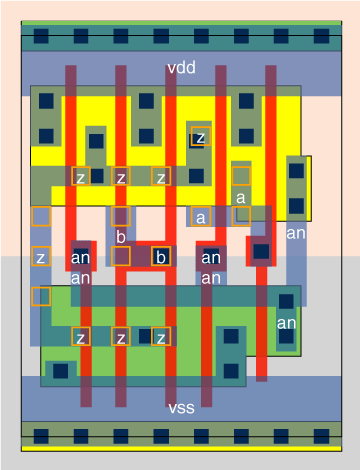 vdd
z
z z z
a
a
b
z an b an an
an an
an
z z z
vss